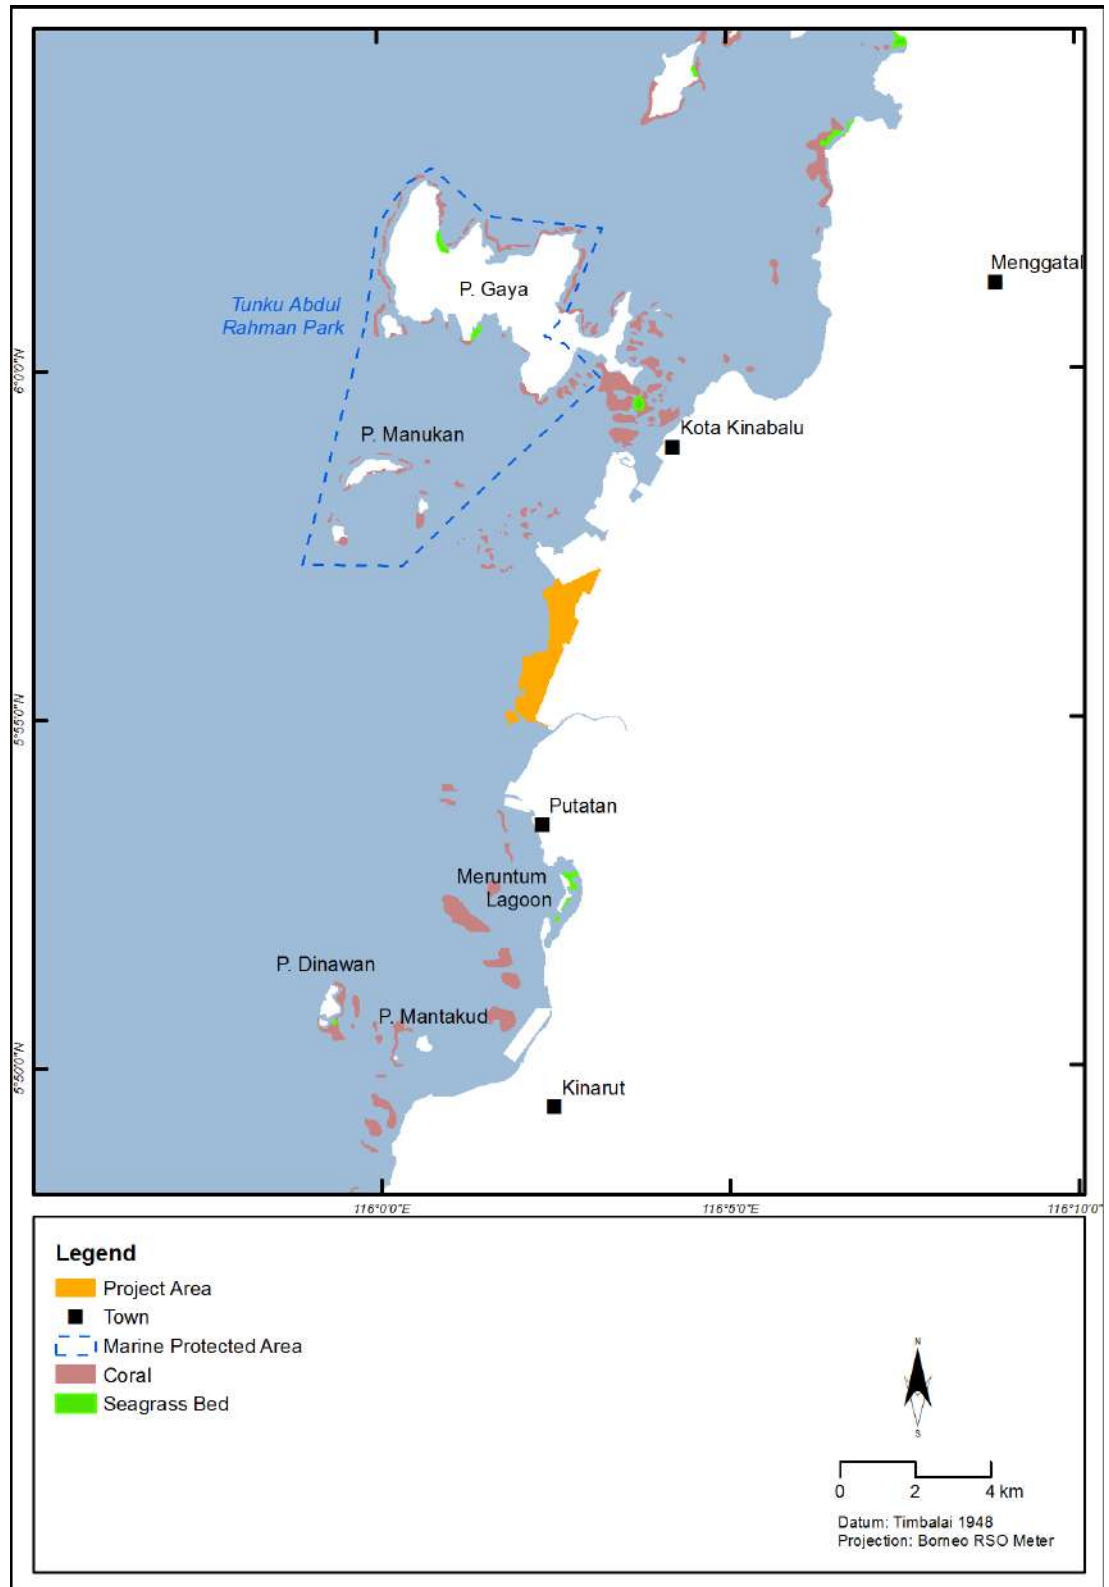 Menggatal
P. Gaya
Tunku Abdul
Rahman Park
6°0'0"N
Kota Kinabalu
P. Manukan
5°55'0"N
Putatan
Meruntum
Lagoon
P. Dinawan
P. Mantakud
5°50'0"N
Kinarut
116°0'0"E
116°5'0"E
116°10'0"
Legend
Project Area
Town
Marine Protected Area
Coral
Seagrass Bed
N
S
0 2 4 km
Datum: Timbalai 1948
Projection: Borneo RSO Meter